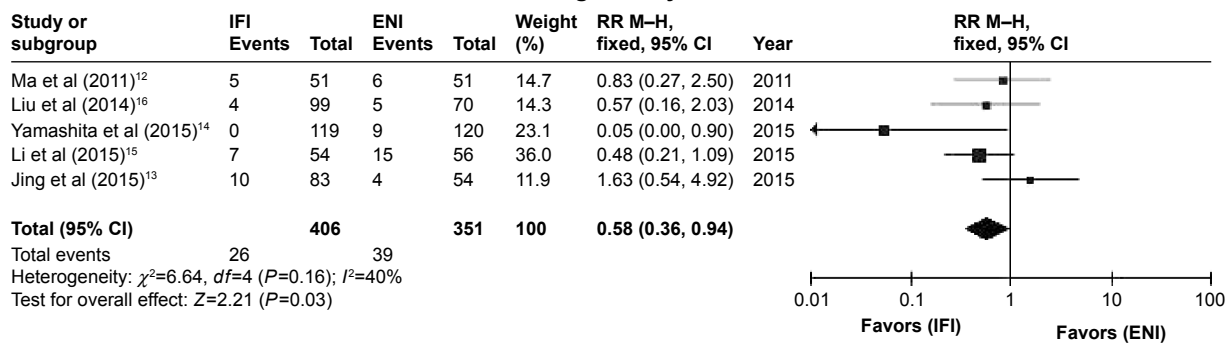 Study or subgroup IFI Events Total ENI Events Total Weight (%) RR M–H, fixed, 95% CI Year RR M–H, fixed, 95% CI
Ma et al (2011)12 5 51 6 51 14.7 0.83 (0.27, 2.50) 2011
Liu et al (2014)16 4 99 5 70 14.3 0.57 (0.16, 2.03) 2014
Yamashita et al (2015)14 0 119 9 120 23.1 0.05 (0.00, 0.90) 2015
Li et al (2015)15 7 54 15 56 36.0 0.48 (0.21, 1.09) 2015
Jing et al (2015)13 10 83 4 54 11.9 1.63 (0.54, 4.92) 2015
Total (95% CI) 406 351 100 0.58 (0.36, 0.94)
Total events 26 39
Heterogeneity: χ²=6.64, df=4 (P=0.16); I²=40%
Test for overall effect: Z=2.21 (P=0.03)
0.01 0.1 1 10 100
Favors (IFI) Favors (ENI)